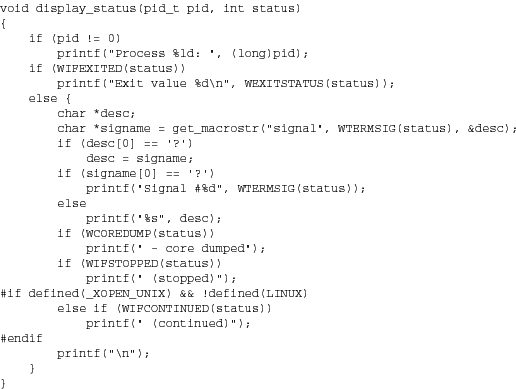 void display_status(pid_t pid, int status)
{
    if (pid != 0)
        printf("Process %ld: ", (long)pid);
    if (WIFEXITED(status))
        printf("Exit value %d\n", WEXITSTATUS(status));
    else {
        char *desc;
        char *signame = get_macrostr("signal", WTERMSIG(status), &desc);
        if (desc[0] == '?')
            desc = signame;
        if (signame[0] == '?')
            printf("Signal #%d", WTERMSIG(status));
        else
            printf("%s", desc);
        if (WCOREDUMP(status))
            printf(" - core dumped");
        if (WIFSTOPPED(status))
            printf(" (stopped)");
#if defined(_XOPEN_UNIX) && !defined(LINUX)
        else if (WIFCONTINUED(status))
            printf(" (continued)");
#endif
        printf("\n");
    }
}